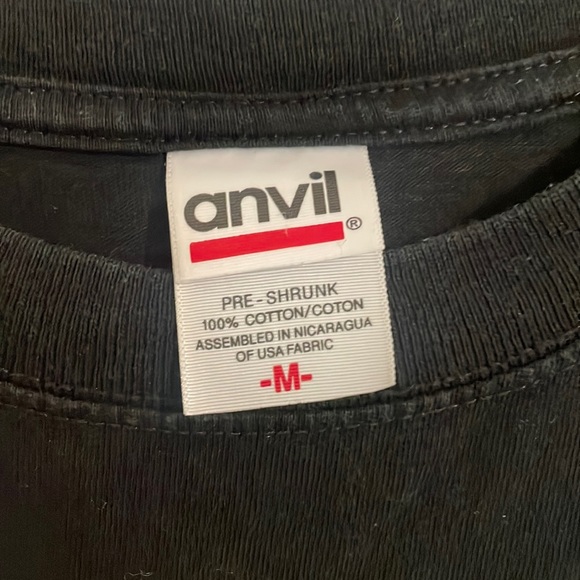 anvil®
PRE-SHRUNK
100% COTTON/COTON
ASSEMBLED IN NICARAGUA
OF USA FABRIC
-M-